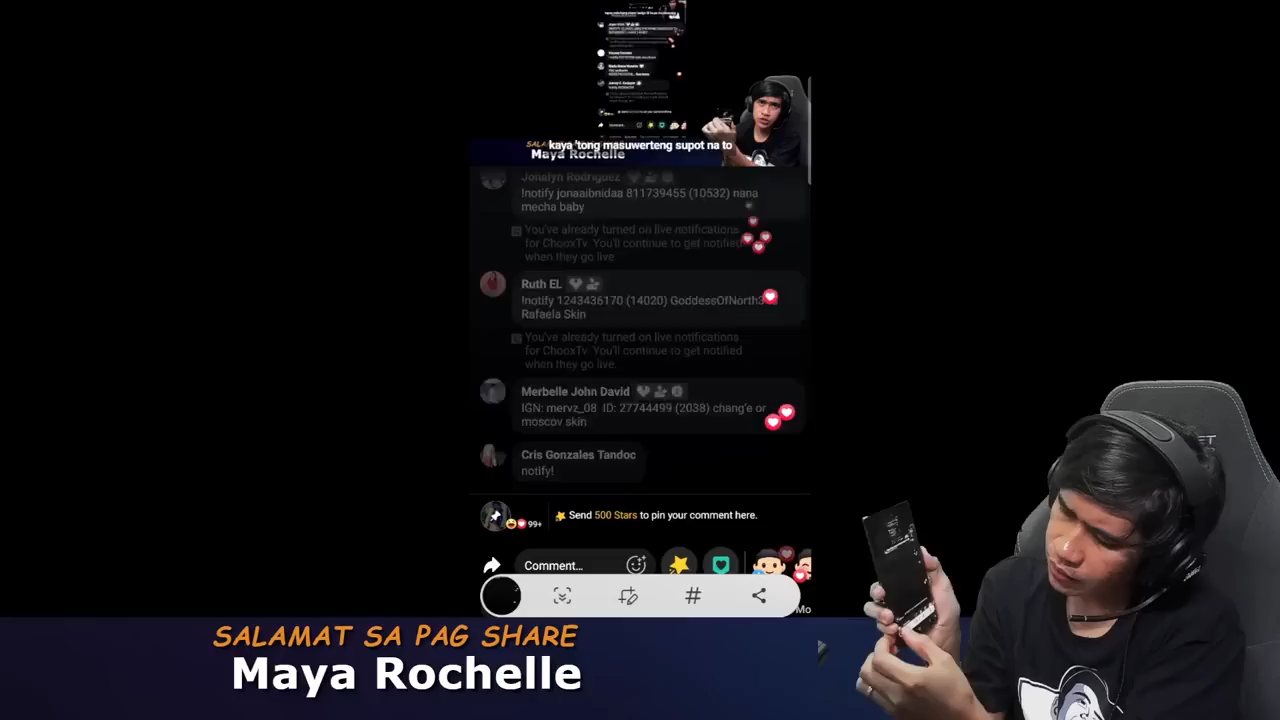 kaya 'tong masuwerteng supot na to
Maya Rochelle
Jonalyn Rodriguez
!notify jonaaibnidaa 811739455 (10532) nana
mecha baby
You've already turned on live notifications
for ChooxTv. You'll continue to get notified
when they go live.
Ruth EL
!notify 1243436170 (14020) GoddessOfNorth3
Rafaela Skin
You've already turned on live notifications
for ChooxTv. You'll continue to get notified
when they go live.
Merbelle John David
IGN: mervz_08 ID: 27744499 (2038) chang'e or
moscov skin
Cris Gonzales Tandoc
notify!
99+
Send 500 Stars to pin your comment here.
Comment...
#
Mo
SALAMAT SA PAG SHARE
Maya Rochelle